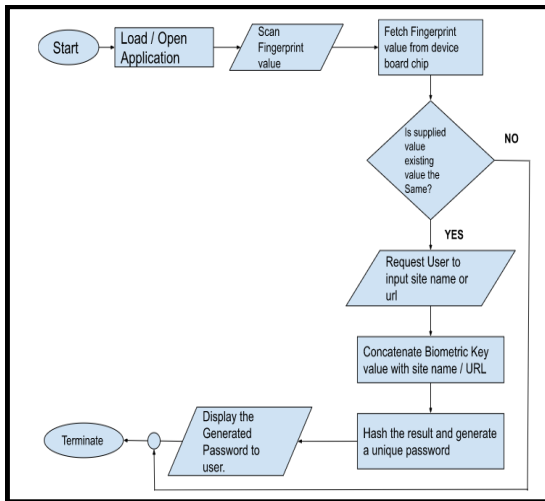 Start
Load / Open
Application
Scan
Fingerprint
value
Fetch Fingerprint
value from device
board chip
Is supplied
value
existing
value the
Same?
NO
YES
Request User to
input site name or
url
Concatenate Biometric Key
value with site name / URL
Hash the result and generate
a unique password
Display the
Generated
Password to
user.
Terminate